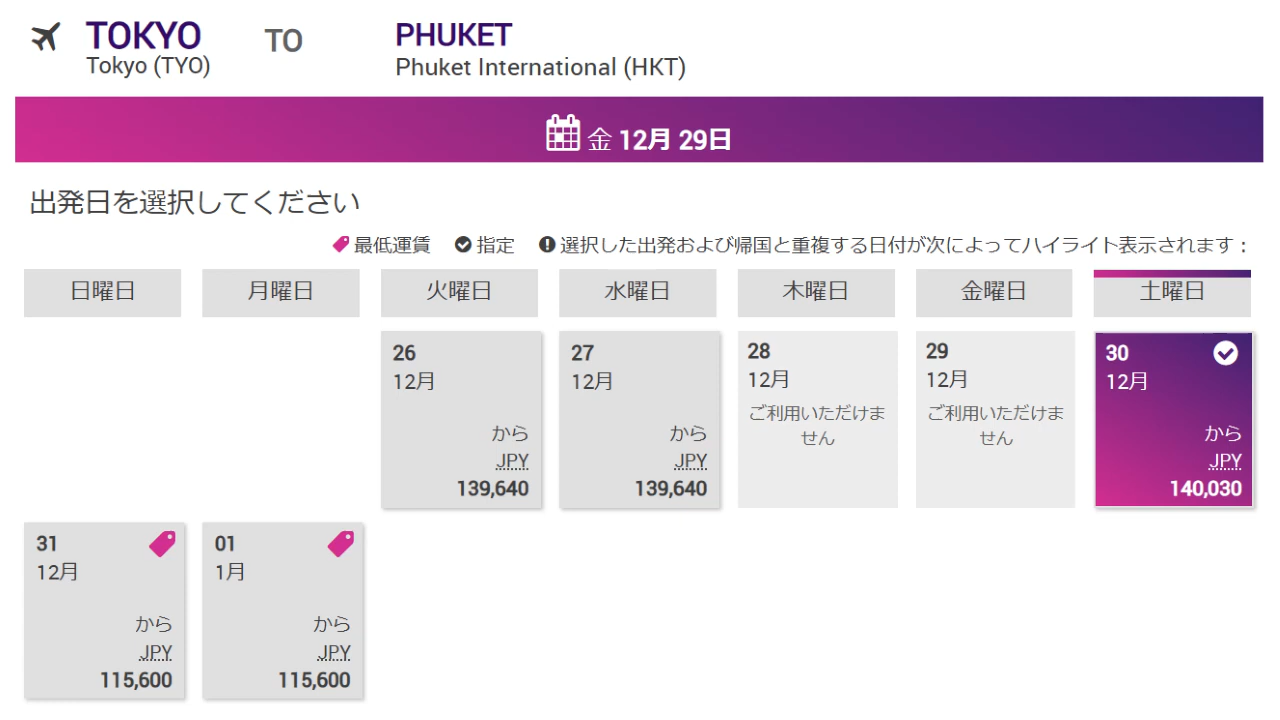 TOKYO TO PHUKET
Tokyo (TYO) Phuket International (HKT)
金 12月 29日
出発日を選択してください
最低運賃 指定 選択した出発および帰国と重複する日付が次によってハイライト表示されます：
日曜日 月曜日 火曜日 水曜日 木曜日 金曜日 土曜日
26
12月
から
JPY
139,640
27
12月
から
JPY
139,640
28
12月
ご利用いただけま
せん
29
12月
ご利用いただけま
せん
30
12月
から
JPY
140,030
31
12月
から
JPY
115,600
01
1月
から
JPY
115,600